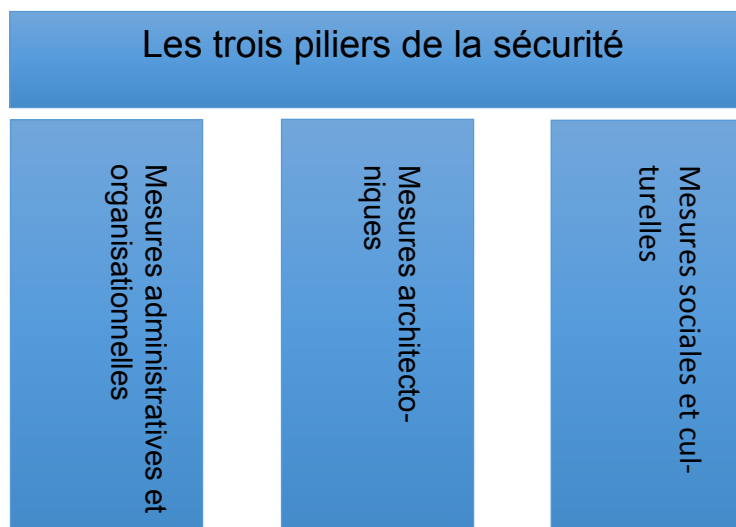 Les trois piliers de la sécurité
Mesures administratives et
organisationnelles
Mesures architecto-
niques
Mesures sociales et cul-
turelles